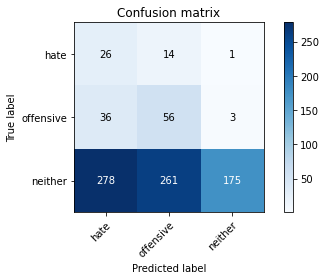 Confusion matrix
hate 26 14 1
offensive 36 56 3
neither 278 261 175
hate offensive neither
True label
Predicted label
250
200
150
100
50